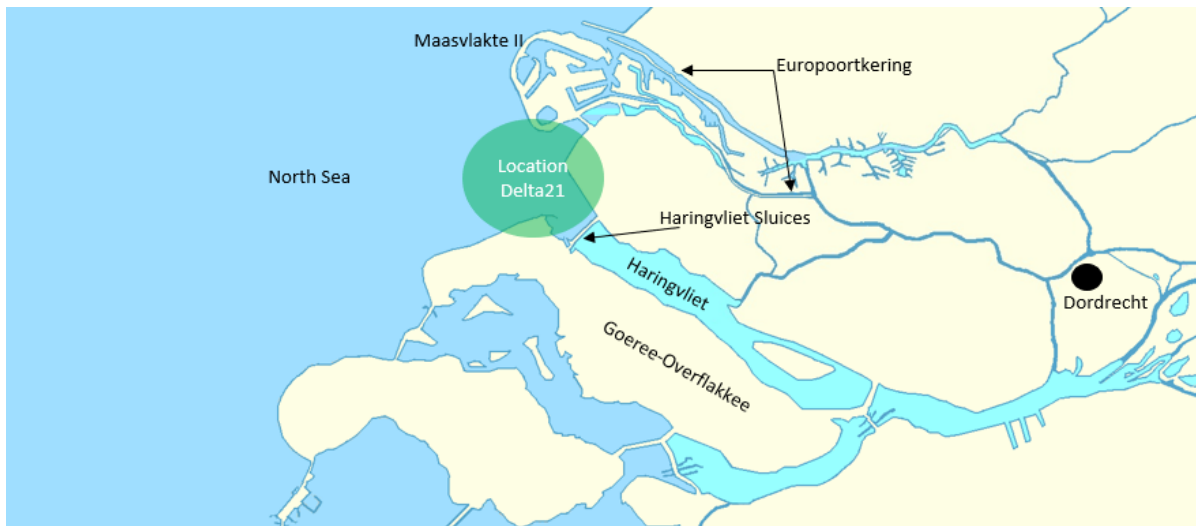 Maasvlakte II
Europoortkering
Location
Delta21
North Sea
Haringvliet Sluices
Haringvliet
Dordrecht
Goeree-Overflakkee